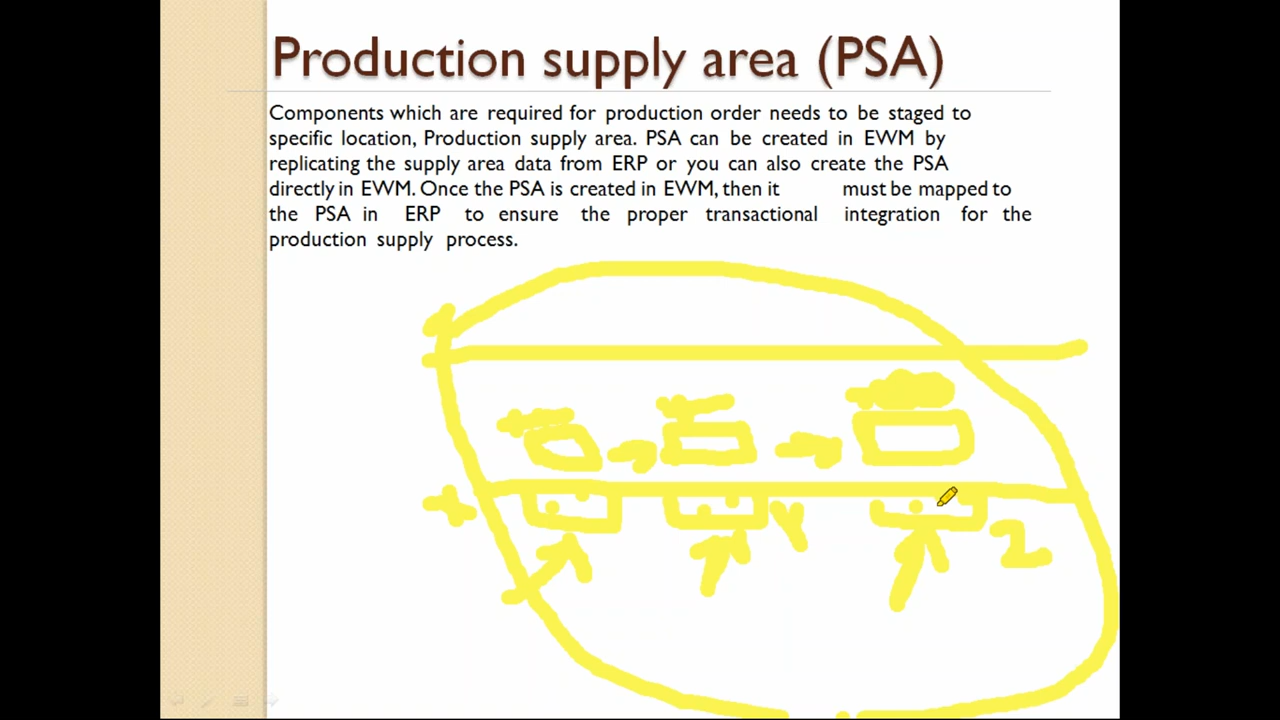 Production supply area (PSA)
Components which are required for production order needs to be staged to
specific location, Production supply area. PSA can be created in EWM by
replicating the supply area data from ERP or you can also create the PSA
directly in EWM. Once the PSA is created in EWM, then it must be mapped to
the PSA in ERP to ensure the proper transactional integration for the
production supply process.